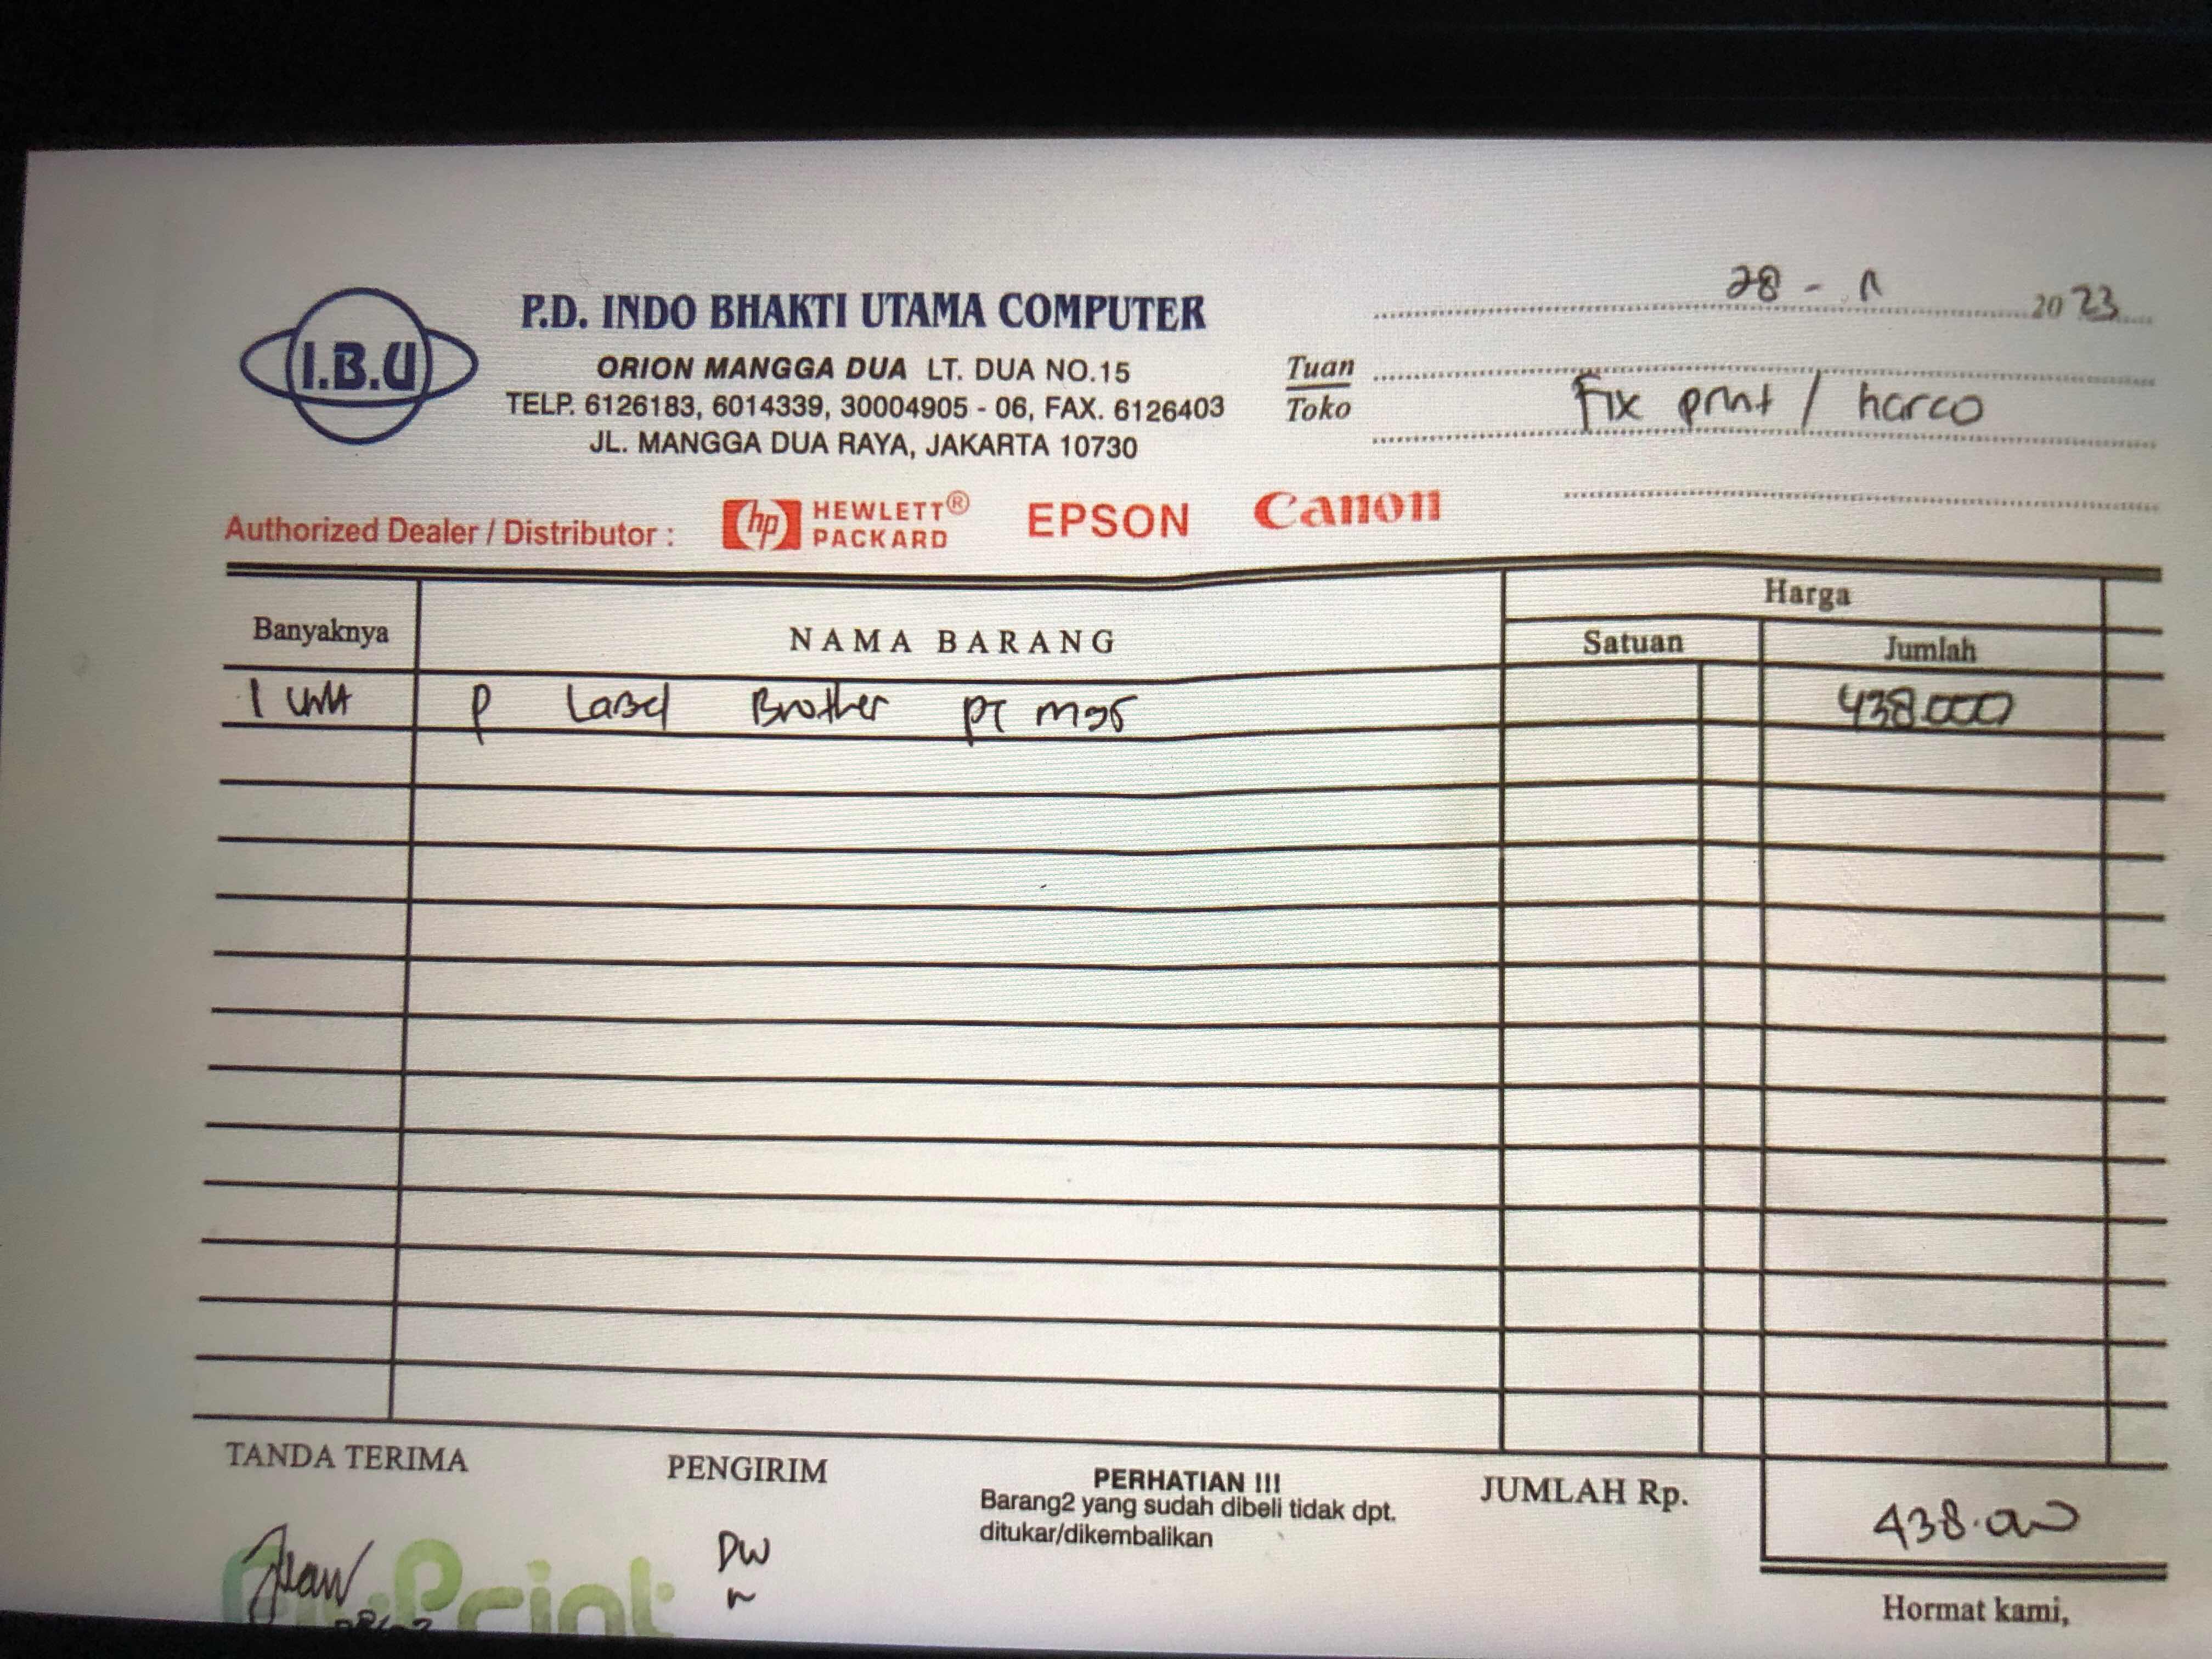 28 - 11 2023
I.B.U
P.D. INDO BHAKTI UTAMA COMPUTER
ORION MANGGA DUA LT. DUA NO.15
TELP. 6126183, 6014339, 30004905 - 06, FAX. 6126403
JL. MANGGA DUA RAYA, JAKARTA 10730
Tuan
Toko
Fix print / harco
Authorized Dealer / Distributor :
hp HEWLETT® PACKARD EPSON Canon
Banyaknya NAMA BARANG Harga
Satuan Jumlah
1 unit P Label Brother PT M95 438.000
TANDA TERIMA PENGIRIM
PERHATIAN !!!
Barang2 yang sudah dibeli tidak dpt.
ditukar/dikembalikan
JUMLAH Rp. 438.000
DW
Print
Hormat kami,